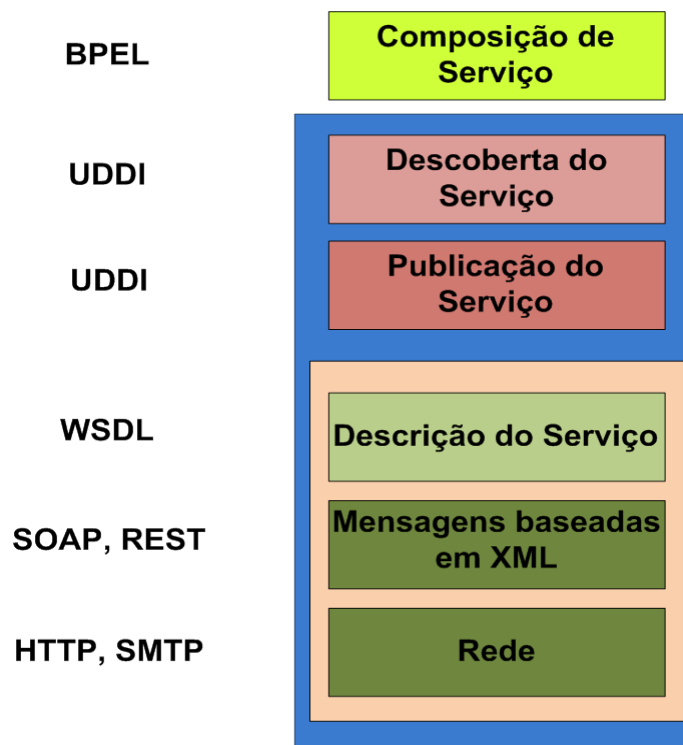 BPEL
Composição de
Serviço
UDDI
Descoberta do
Serviço
UDDI
Publicação do
Serviço
WSDL
Descrição do Serviço
SOAP, REST
Mensagens baseadas
em XML
HTTP, SMTP
Rede